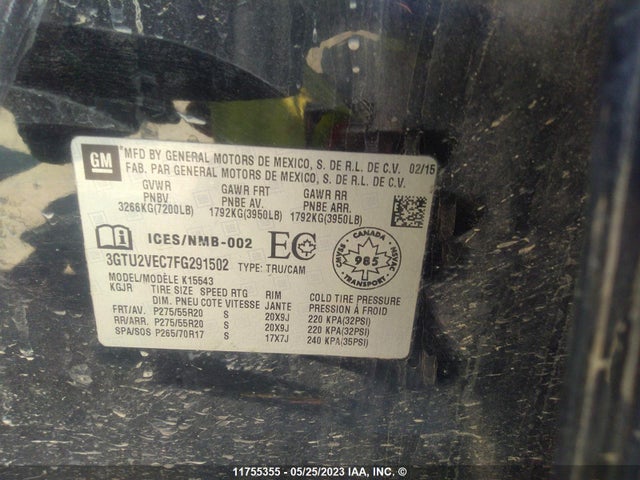 GM
MFD BY GENERAL MOTORS DE MEXICO, S. DE R.L. DE C.V. 02/15
FAB. PAR GENERAL MOTORS DE MEXICO, S. DE R.L. DE C.V.
GVWR GAWR FRT GAWR RR
PNBV PNBE AV. PNBE ARR.
3266KG(7200LB) 1792KG(3950LB) 1792KG(3950LB)
ICES/NMB-002 EC
CANADA
985
TRANSPORT
3GTU2VEC7FG291502 TYPE: TRU/CAM
MODEL/MODÈLE K15543
KGJR TIRE SIZE SPEED RTG RIM COLD TIRE PRESSURE
DIM. PNEU COTE VITESSE JANTE PRESSION À FROID
FRT/AV. P275/55R20 S 20X9J 220 KPA(32PSI)
RR/ARR. P275/55R20 S 20X9J 220 KPA(32PSI)
SPA/SOS P265/70R17 S 17X7J 240 KPA(35PSI)
11755355 - 05/25/2023 IAA, INC. ©